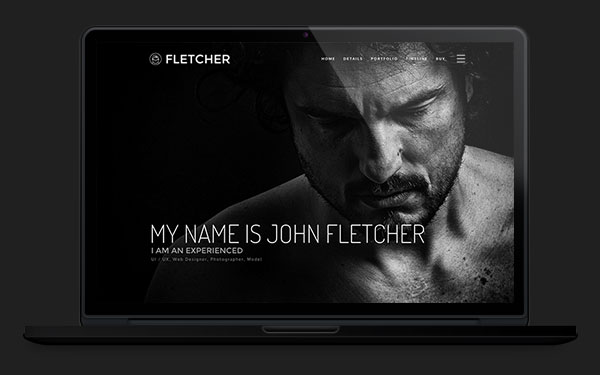 FLETCHER
HOME DETAILS PORTFOLIO TIMELINE BUY
MY NAME IS JOHN FLETCHER
I AM AN EXPERIENCED
UI / UX, Web Designer, Photographer, Model